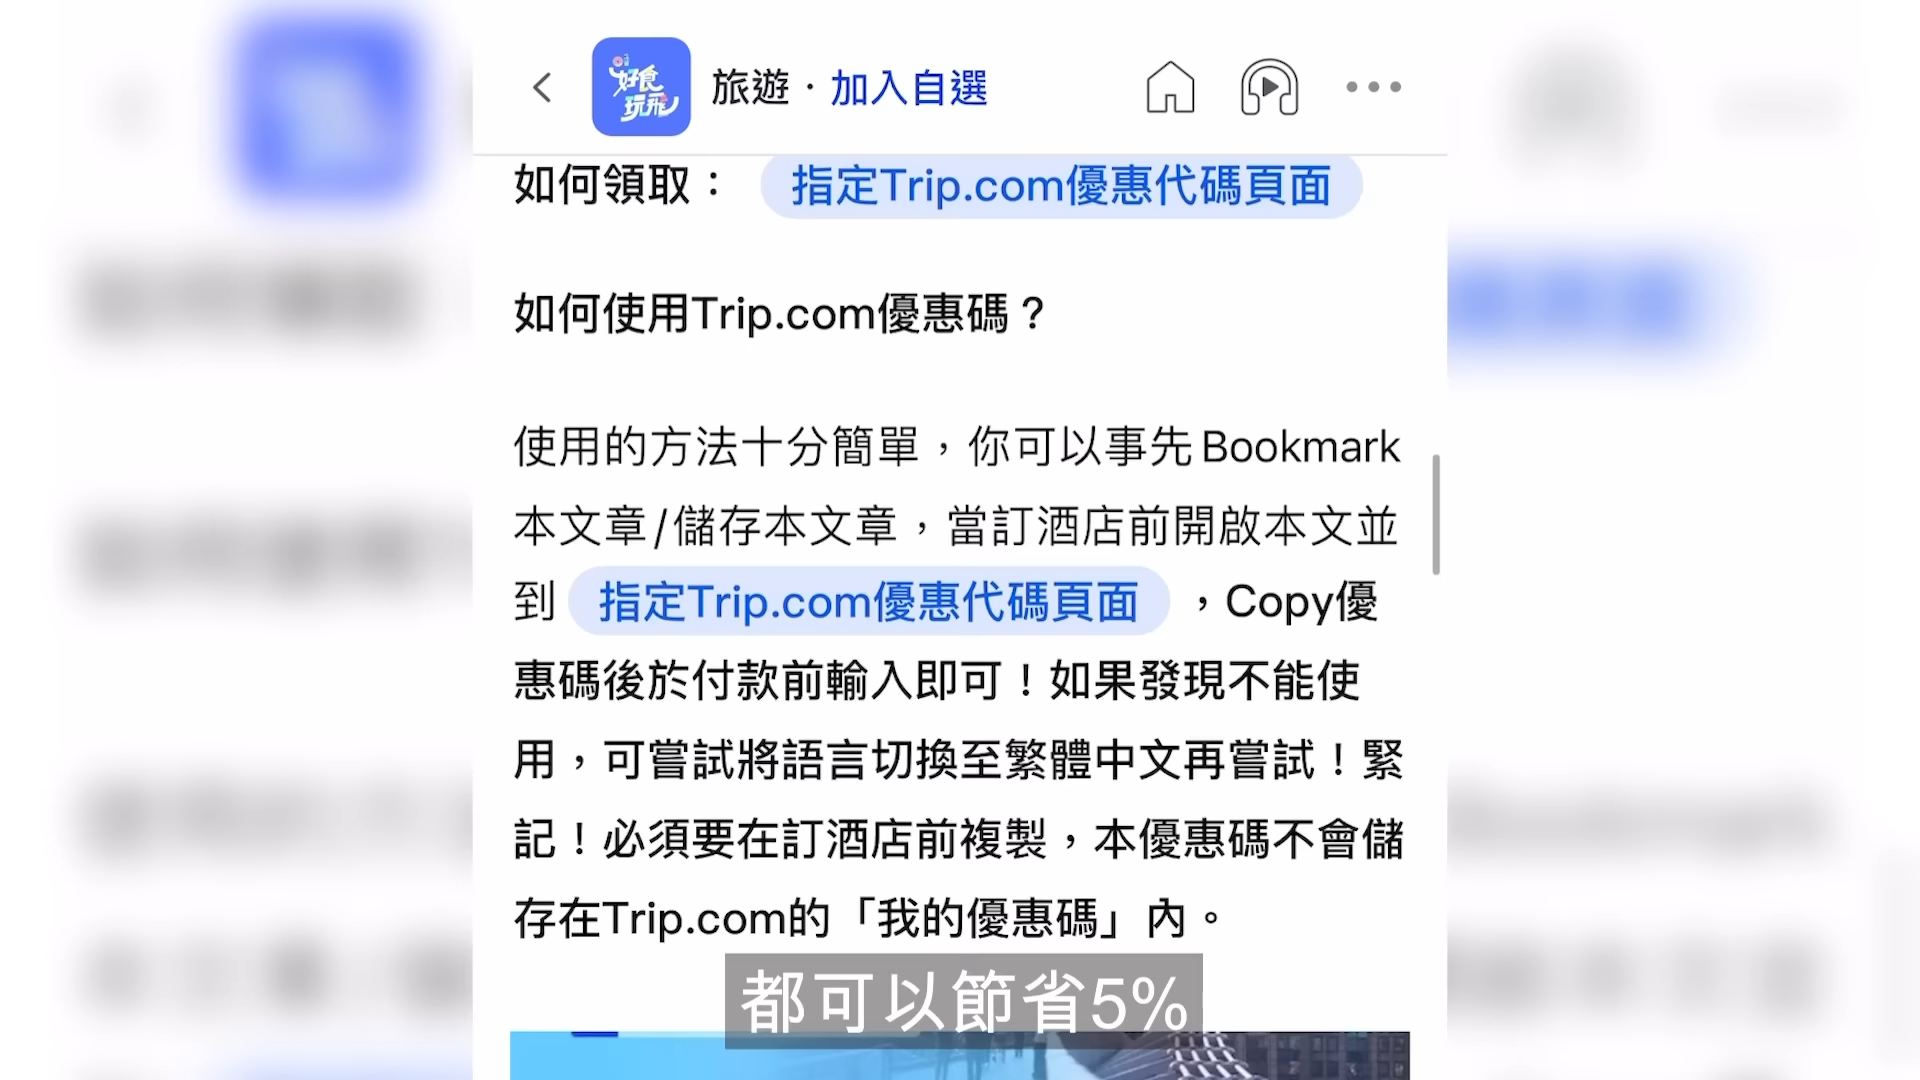 好食
玩飛
旅遊·加入自選
如何領取： 指定Trip.com優惠代碼頁面
如何使用Trip.com優惠碼？
使用的方法十分簡單，你可以事先Bookmark
本文章/儲存本文章，當訂酒店前開啟本文並
到 指定Trip.com優惠代碼頁面 ，Copy優
惠碼後於付款前輸入即可！如果發現不能使
用，可嘗試將語言切換至繁體中文再嘗試！緊
記！必須要在訂酒店前複製，本優惠碼不會儲
存在Trip.com的「我的優惠碼」內。
都可以節省5%